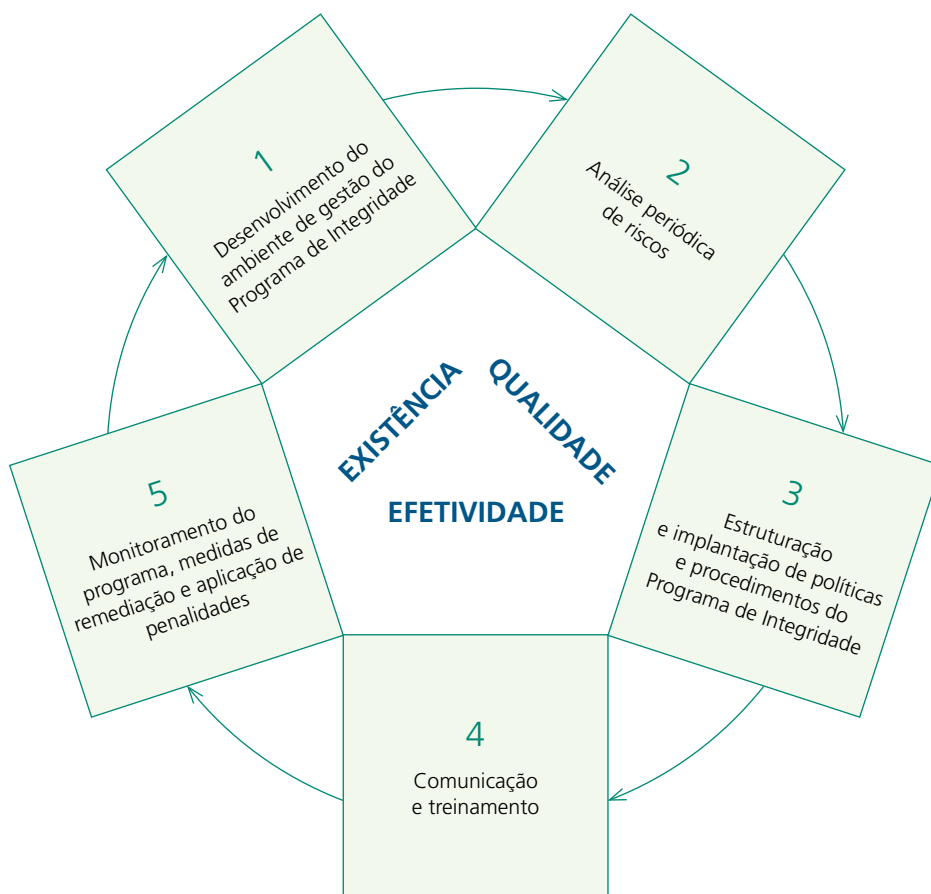 1
Desenvolvimento do
ambiente de gestão do
Programa de Integridade
2
Análise periódica
de riscos
3
Estruturação
e implantação de políticas
e procedimentos do
Programa de Integridade
4
Comunicação
e treinamento
5
Monitoramento do
programa, medidas de
remediação e aplicação de
penalidades
EXISTÊNCIA
QUALIDADE
EFETIVIDADE